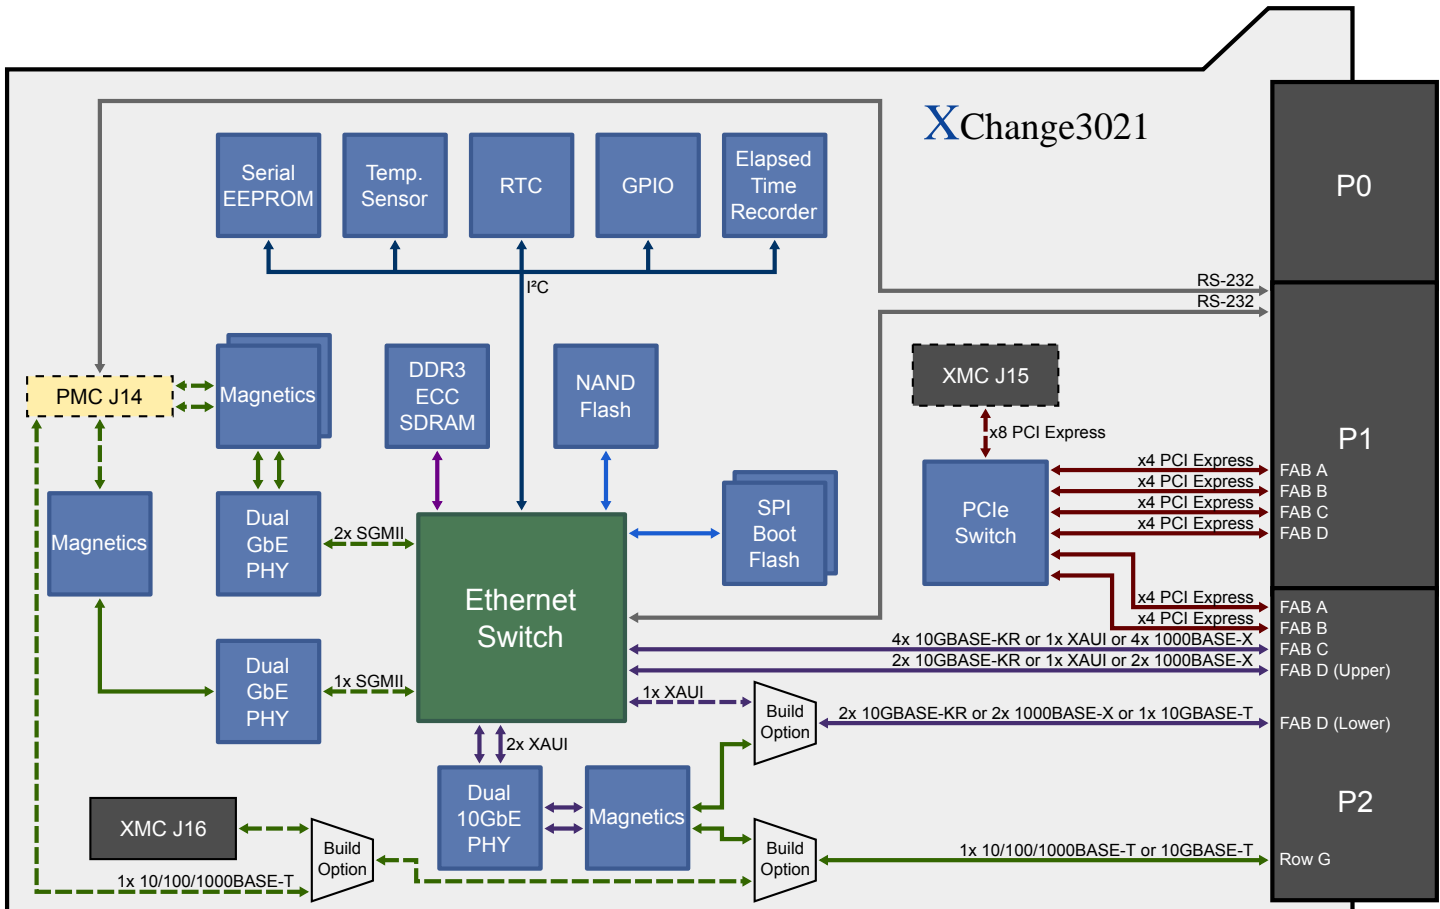 XChange3021
P0
Serial
EEPROM
Temp.
Sensor
RTC
GPIO
Elapsed
Time
Recorder
I²C
RS-232
RS-232
PMC J14
Magnetics
DDR3
ECC
SDRAM
NAND
Flash
XMC J15
x8 PCI Express
P1
x4 PCI Express
FAB A
x4 PCI Express
FAB B
x4 PCI Express
FAB C
x4 PCI Express
FAB D
Magnetics
Dual
GbE
PHY
2x SGMII
SPI
Boot
Flash
PCIe
Switch
Ethernet
Switch
x4 PCI Express
FAB A
x4 PCI Express
FAB B
4x 10GBASE-KR or 1x XAUI or 4x 1000BASE-X
FAB C
2x 10GBASE-KR or 1x XAUI or 2x 1000BASE-X
FAB D (Upper)
Dual
GbE
PHY
1x SGMII
1x XAUI
Build
Option
2x 10GBASE-KR or 2x 1000BASE-X or 1x 10GBASE-T
FAB D (Lower)
2x XAUI
Dual
10GbE
PHY
Magnetics
P2
XMC J16
Build
Option
Build
Option
1x 10/100/1000BASE-T or 10GBASE-T
Row G
1x 10/100/1000BASE-T